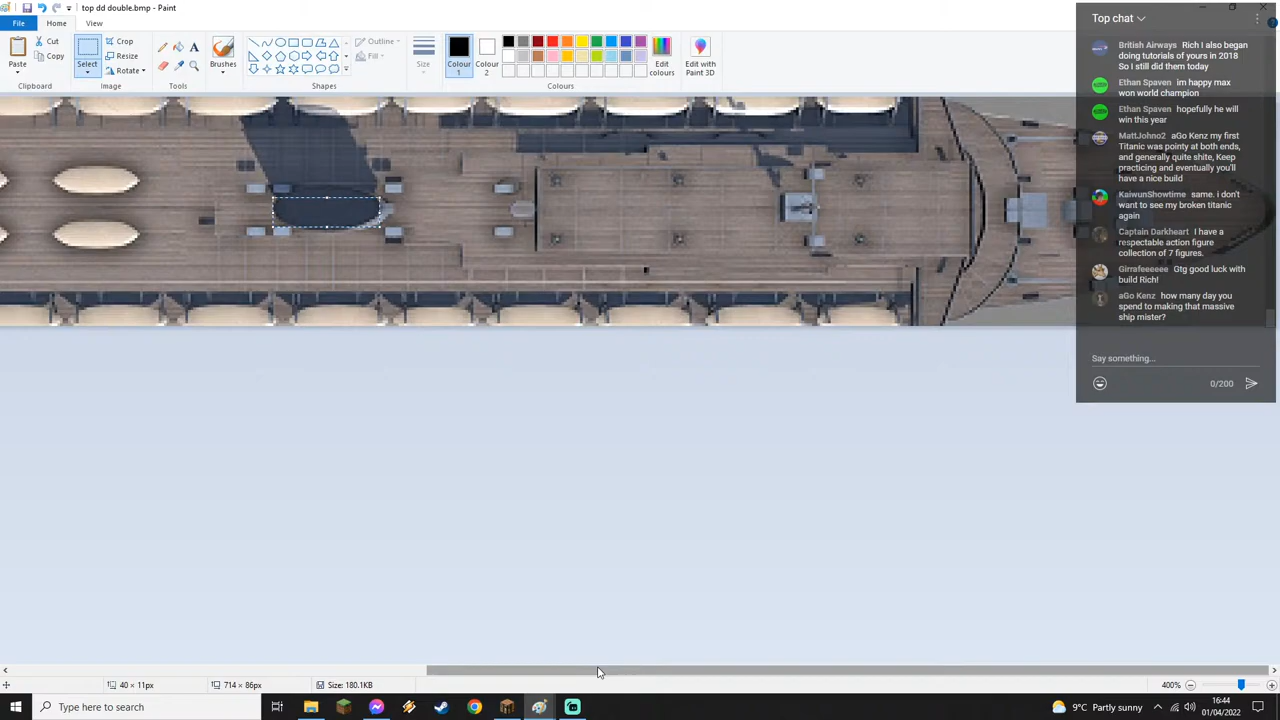 top dd double.bmp - Paint
File
Home
View
Paste
Cut
Copy
Clipboard
Select
Crop
Resize
Rotate
Image
Tools
Brushes
Outline
Fill
Shapes
Size
Colour 1
Colour 2
Edit colours
Colours
Edit with Paint 3D
Top chat
British Airways Rich I also began
doing tutorials of yours in 2018
So I still did them today
Ethan Spaven im happy max
won world champion
Ethan Spaven hopefully he will
win this year
MattJohno2 aGo Kenz my first
Titanic was pointy at both ends,
and generally quite shite, Keep
practicing and eventually you'll
have a nice build
KaiwunShowtime same. i don't
want to see my broken titanic
again
Captain Darkheart I have a
respectable action figure
collection of 7 figures.
Girrafeeeeee Gtg good luck with
build Rich!
aGo Kenz how many day you
spend to making that massive
ship mister?
Say something...
0/200
40 × 11px
714 × 86px
Size: 180.1KB
400%
Type here to search
9°C Partly sunny
16:44
01/04/2022